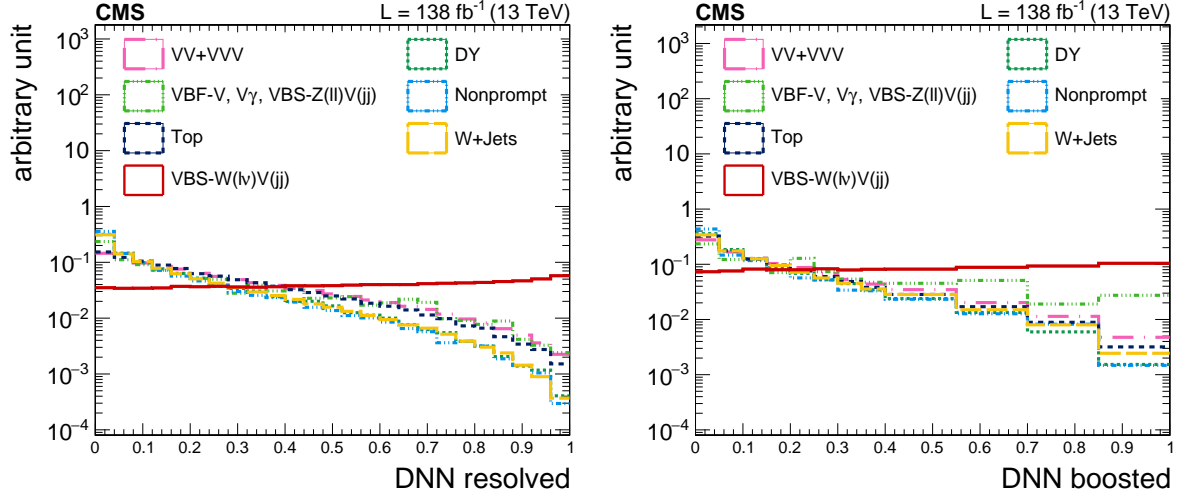 CMS L = 138 fb⁻¹ (13 TeV)
arbitrary unit
10³
10²
10
1
10⁻¹
10⁻²
10⁻³
10⁻⁴
VV+VVV
DY
VBF-V, Vγ, VBS-Z(ll)V(jj)
Nonprompt
Top
W+Jets
VBS-W(lν)V(jj)
0 0.1 0.2 0.3 0.4 0.5 0.6 0.7 0.8 0.9 1
DNN resolved
CMS L = 138 fb⁻¹ (13 TeV)
arbitrary unit
10³
10²
10
1
10⁻¹
10⁻²
10⁻³
10⁻⁴
VV+VVV
DY
VBF-V, Vγ, VBS-Z(ll)V(jj)
Nonprompt
Top
W+Jets
VBS-W(lν)V(jj)
0 0.1 0.2 0.3 0.4 0.5 0.6 0.7 0.8 0.9 1
DNN boosted